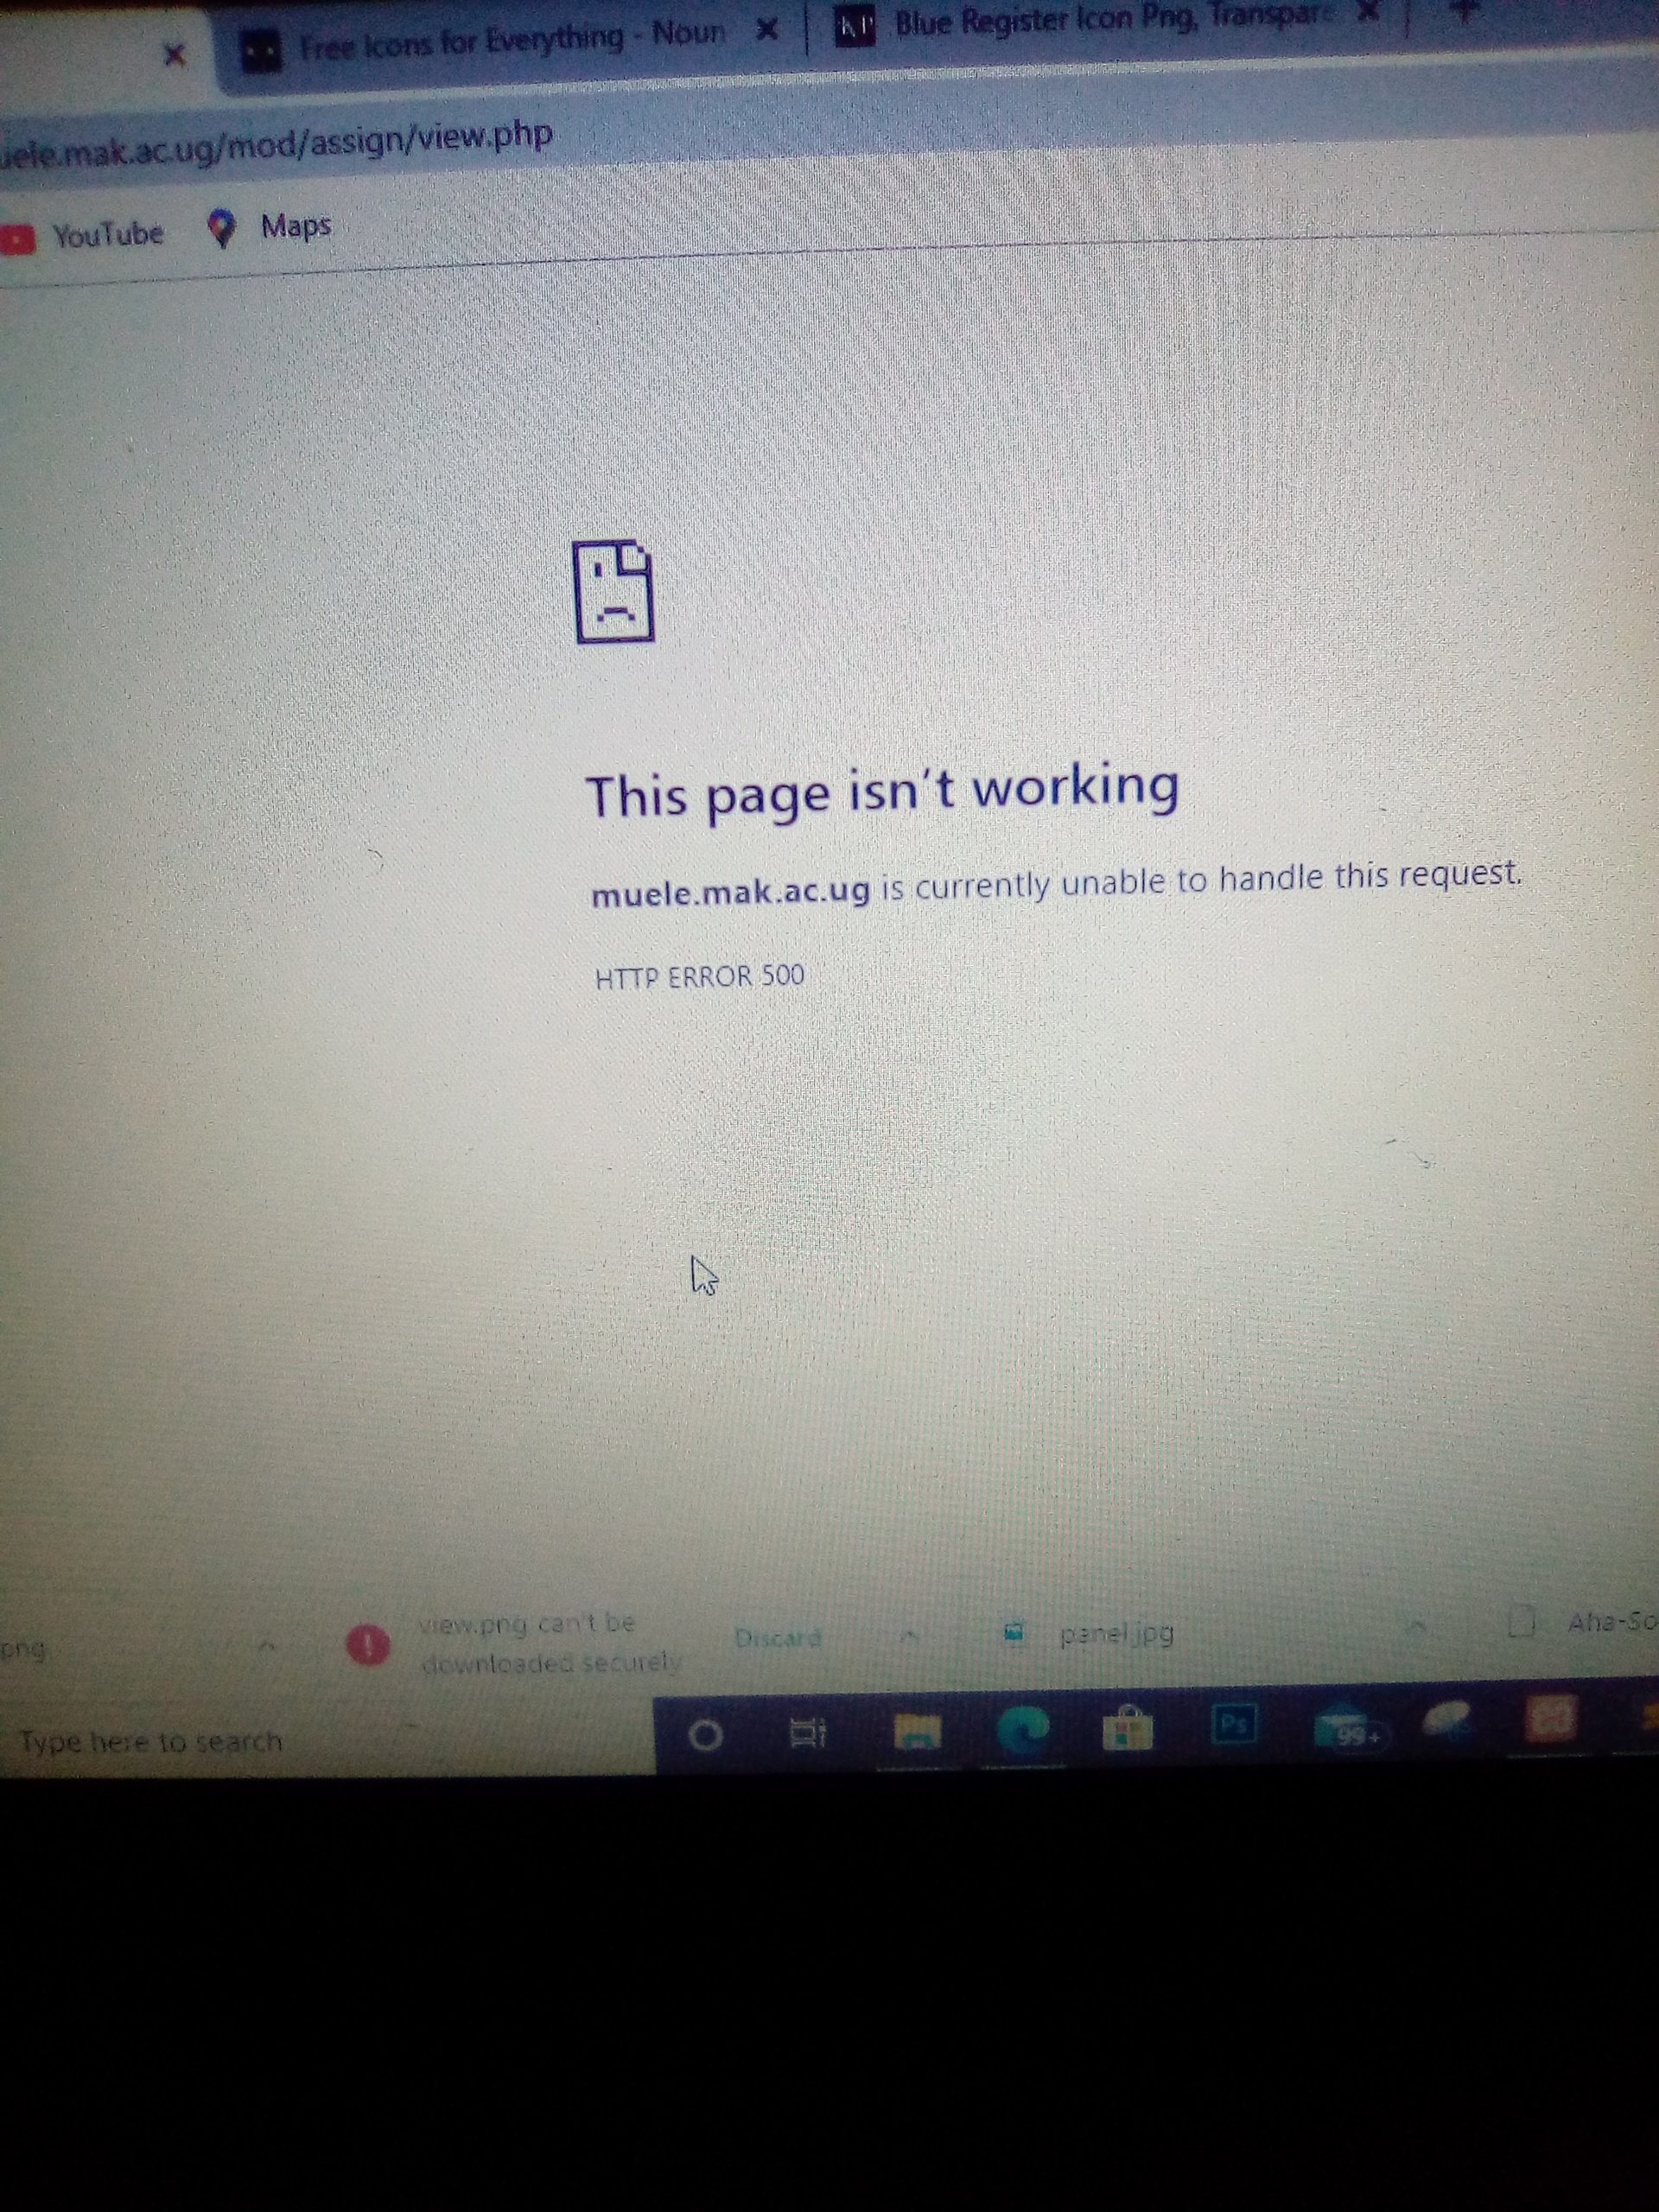 Free Icons for Everything - Noun
Blue Register Icon Png, Transpare
uele.mak.ac.ug/mod/assign/view.php
YouTube
Maps
This page isn't working
muele.mak.ac.ug is currently unable to handle this request.
HTTP ERROR 500
png
view.png can't be
downloaded securely
Discard
panel.jpg
Aha-So
Type here to search
Ps
99+